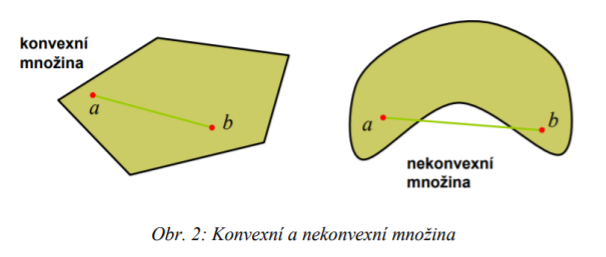 konvexní
množina
a
b
a
b
nekonvexní
množina
Obr. 2: Konvexní a nekonvexní množina